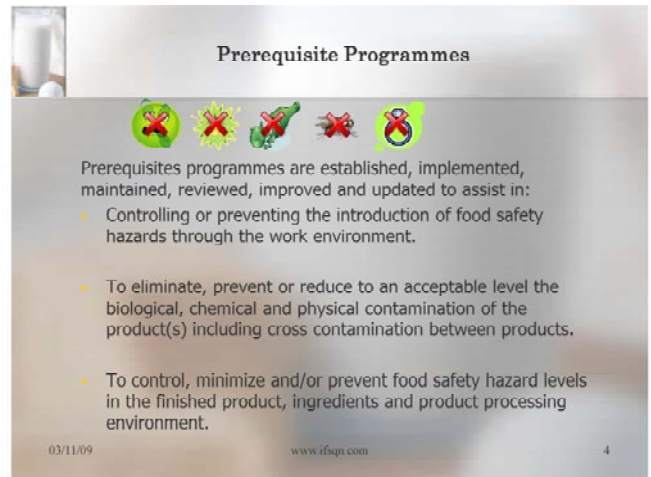 Prerequisite Programmes
Prerequisites programmes are established, implemented,
maintained, reviewed, improved and updated to assist in:
Controlling or preventing the introduction of food safety
hazards through the work environment.
To eliminate, prevent or reduce to an acceptable level the
biological, chemical and physical contamination of the
product(s) including cross contamination between products.
To control, minimize and/or prevent food safety hazard levels
in the finished product, ingredients and product processing
environment.
03/11/09 www.ifsqn.com 4